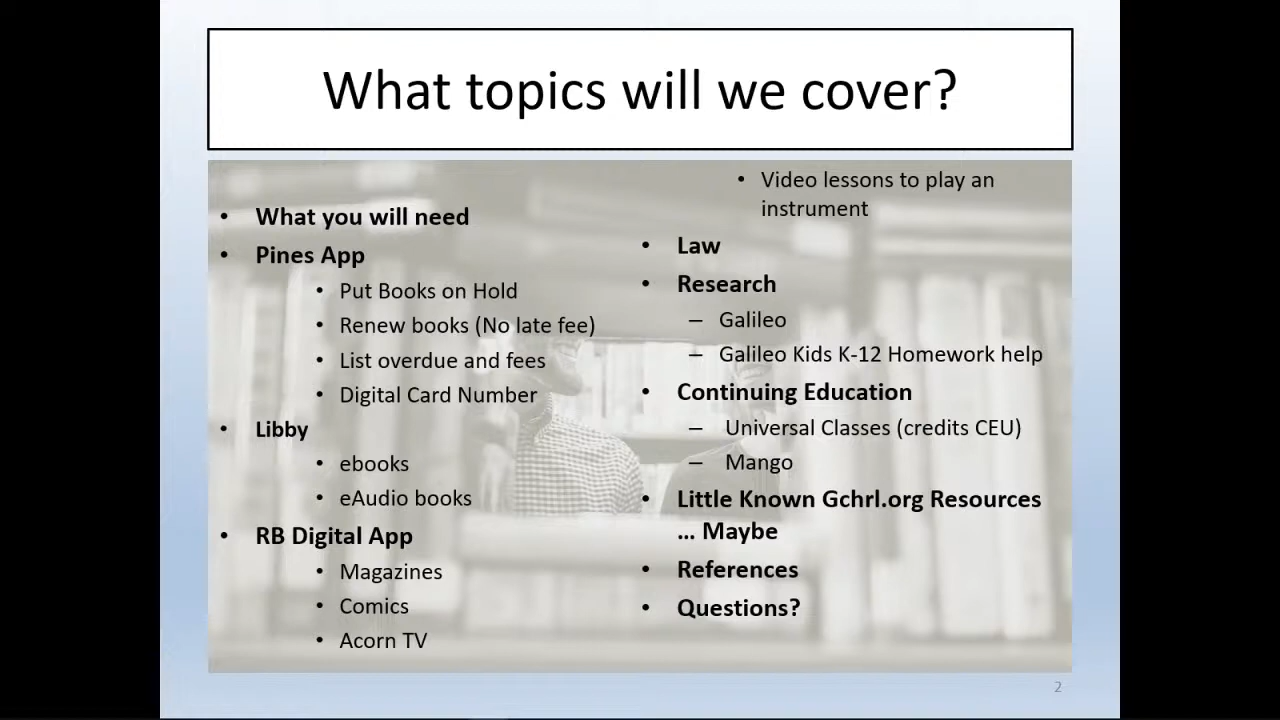 What topics will we cover?
• What you will need
• Pines App
• Put Books on Hold
• Renew books (No late fee)
• List overdue and fees
• Digital Card Number
• Libby
• ebooks
• eAudio books
• RB Digital App
• Magazines
• Comics
• Acorn TV
• Video lessons to play an
instrument
• Law
• Research
– Galileo
– Galileo Kids K-12 Homework help
• Continuing Education
– Universal Classes (credits CEU)
– Mango
• Little Known Gchrl.org Resources
... Maybe
• References
• Questions?
2